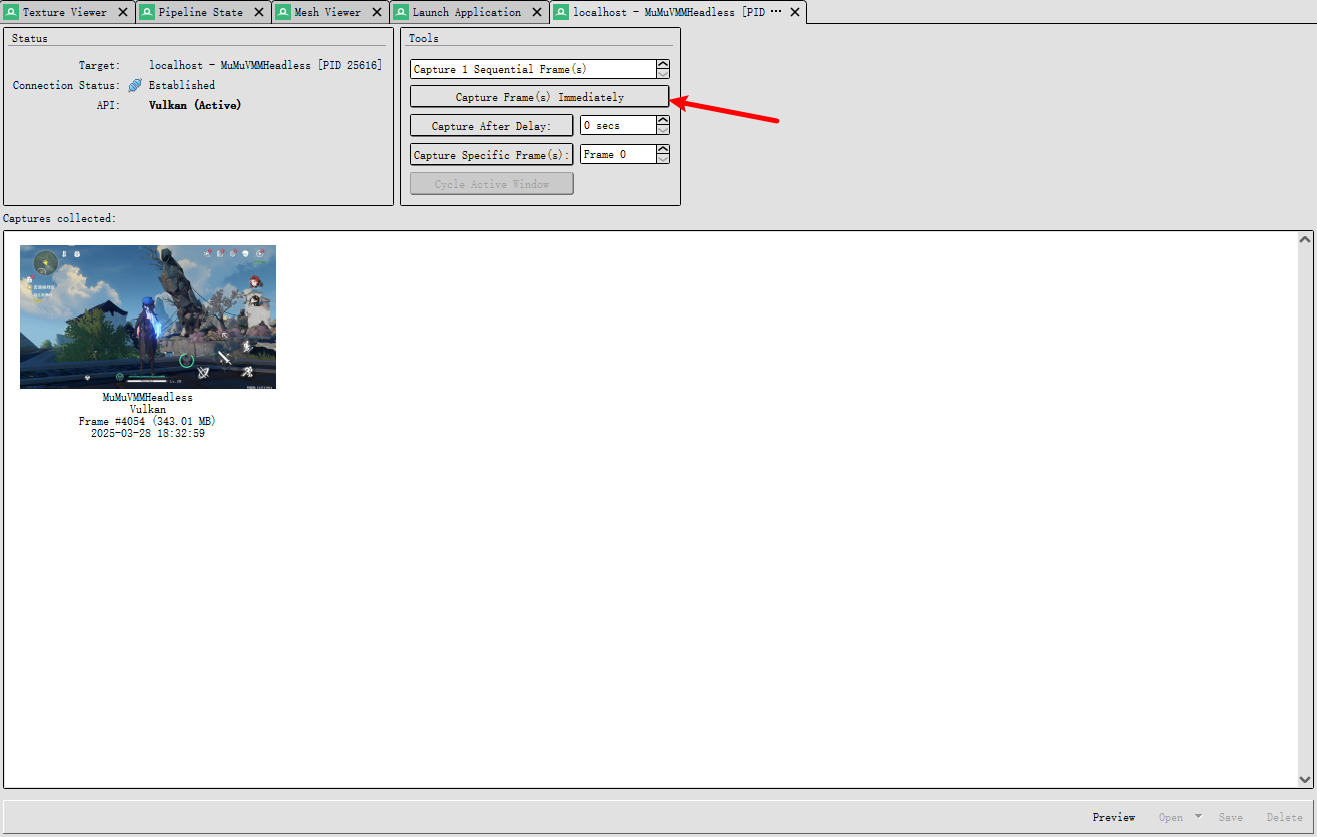 Texture Viewer
Pipeline State
Mesh Viewer
Launch Application
localhost - MuMuVMMHeadless [PID ···
Status
Target: localhost - MuMuVMMHeadless [PID 25616]
Connection Status: Established
API: Vulkan (Active)
Tools
Capture 1 Sequential Frame(s)
Capture Frame(s) Immediately
Capture After Delay: 0 secs
Capture Specific Frame(s): Frame 0
Cycle Active Window
Captures collected:
MuMuVMMHeadless
Vulkan
Frame #4054 (343.01 MB)
2025-03-28 18:32:59
Preview Open Save Delete